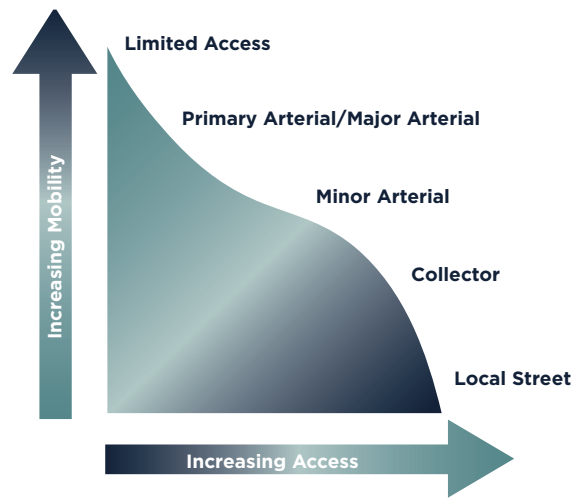 Limited Access
Primary Arterial/Major Arterial
Minor Arterial
Collector
Local Street
Increasing Mobility
Increasing Access